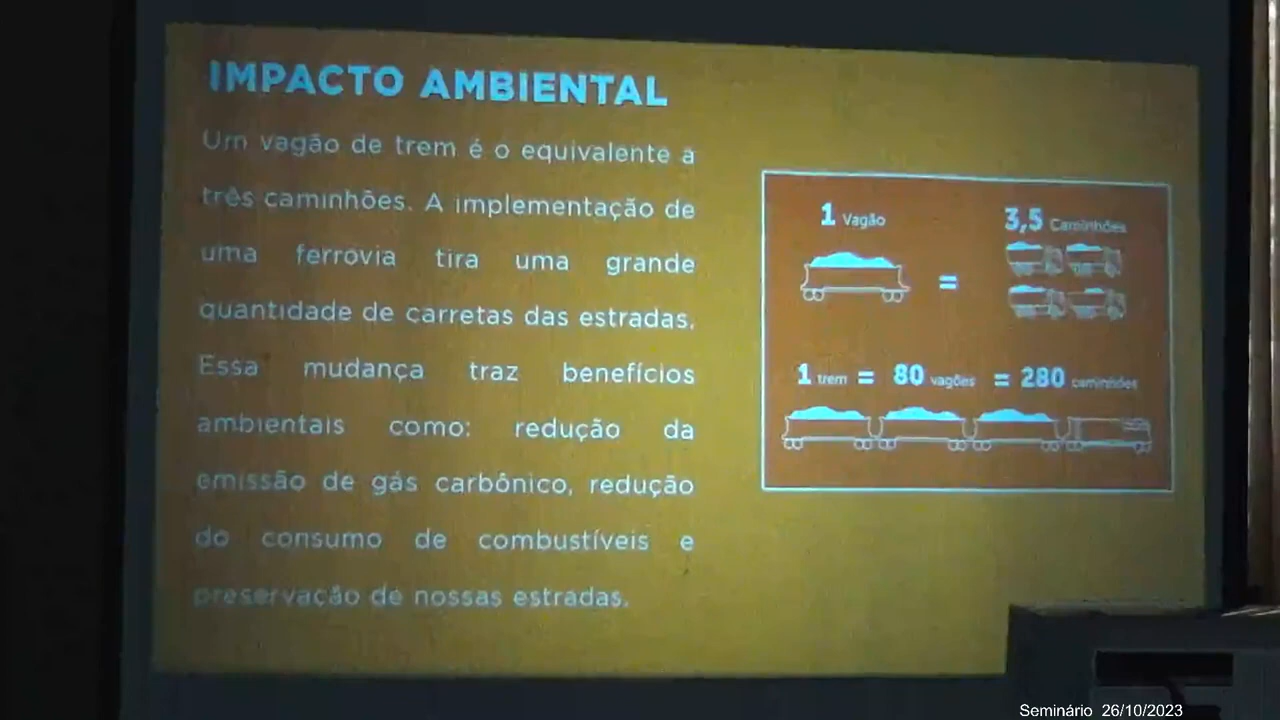 IMPACTO AMBIENTAL
Um vagão de trem é o equivalente a
três caminhões. A implementação de
uma ferrovia tira uma grande
quantidade de carretas das estradas.
Essa mudança traz benefícios
ambientais como: redução da
emissão de gás carbônico, redução
do consumo de combustíveis e
preservação de nossas estradas.
1 Vagão
=
3,5 Caminhões
1 trem = 80 vagões = 280 caminhões
Seminário 26/10/2023